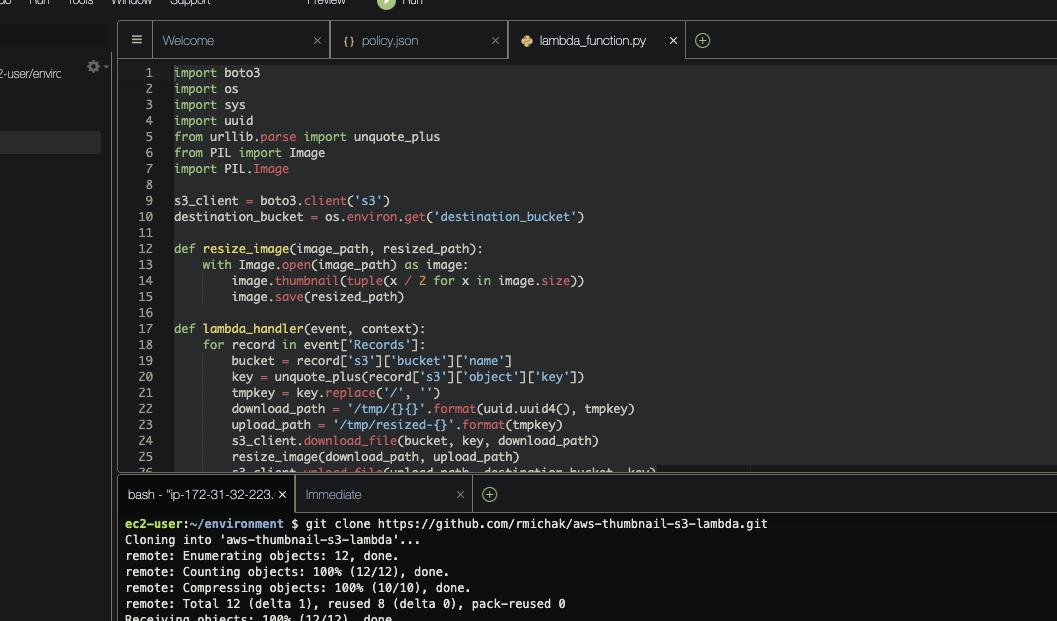 Run Tools Window Support Preview Run
Welcome × {} policy.json × lambda_function.py ×
2-user/envirc
1 import boto3
2 import os
3 import sys
4 import uuid
5 from urllib.parse import unquote_plus
6 from PIL import Image
7 import PIL.Image
8
9 s3_client = boto3.client('s3')
10 destination_bucket = os.environ.get('destination_bucket')
11
12 def resize_image(image_path, resized_path):
13     with Image.open(image_path) as image:
14         image.thumbnail(tuple(x / 2 for x in image.size))
15         image.save(resized_path)
16
17 def lambda_handler(event, context):
18     for record in event['Records']:
19         bucket = record['s3']['bucket']['name']
20         key = unquote_plus(record['s3']['object']['key'])
21         tmpkey = key.replace('/', '')
22         download_path = '/tmp/{}{}'.format(uuid.uuid4(), tmpkey)
23         upload_path = '/tmp/resized-{}'.format(tmpkey)
24         s3_client.download_file(bucket, key, download_path)
25         resize_image(download_path, upload_path)
26         s3_client.upload_file(upload_path, destination_bucket, key)
bash - "ip-172-31-32-223. × Immediate ×
ec2-user:~/environment $ git clone https://github.com/rmichak/aws-thumbnail-s3-lambda.git
Cloning into 'aws-thumbnail-s3-lambda'...
remote: Enumerating objects: 12, done.
remote: Counting objects: 100% (12/12), done.
remote: Compressing objects: 100% (10/10), done.
remote: Total 12 (delta 1), reused 8 (delta 0), pack-reused 0
Receiving objects: 100% (12/12), done.